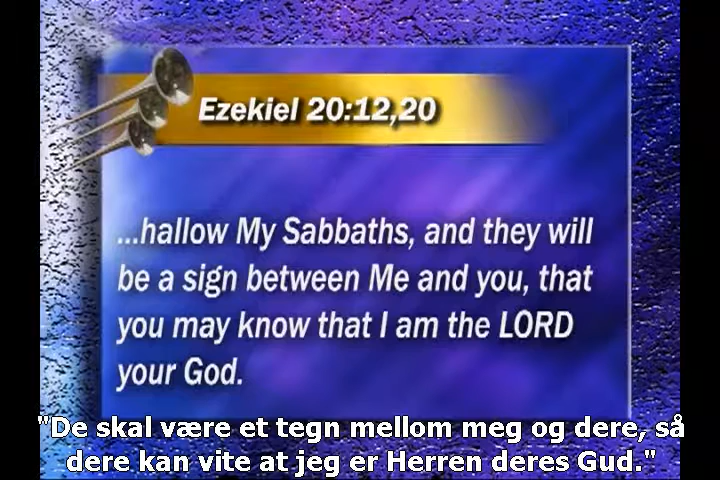 Ezekiel 20:12,20
...hallow My Sabbaths, and they will
be a sign between Me and you, that
you may know that I am the LORD
your God.
"De skal være et tegn mellom meg og dere, så
dere kan vite at jeg er Herren deres Gud."